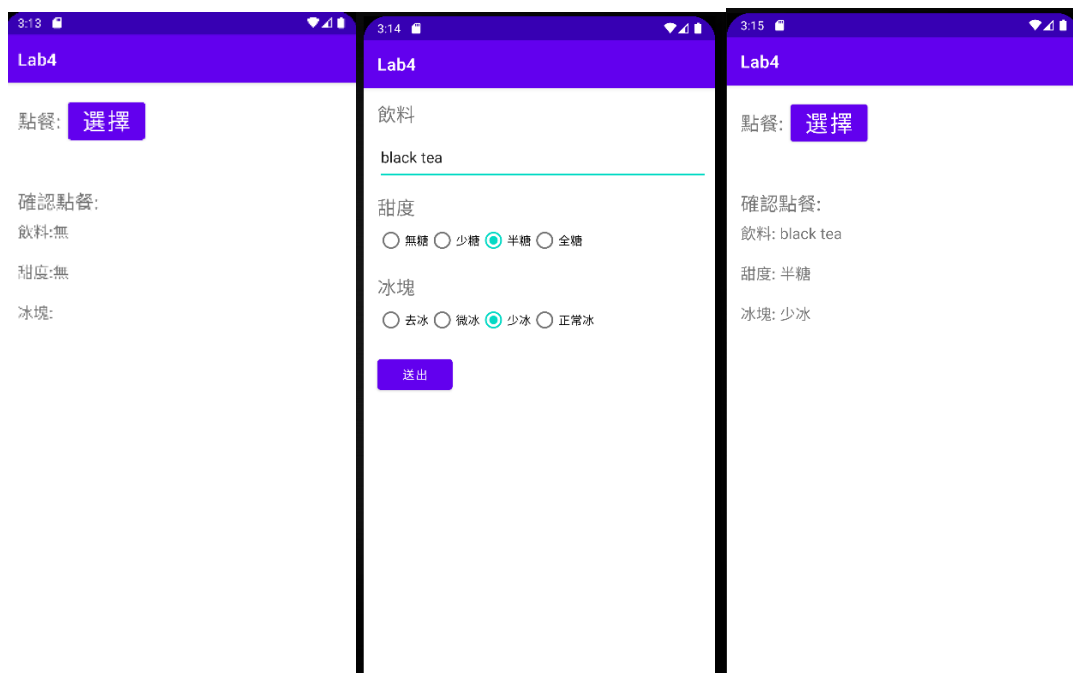 3:13
Lab4
點餐: 選擇
確認點餐:
飲料:無
甜度:無
冰塊:
3:14
Lab4
飲料
black tea
甜度
無糖 少糖 半糖 全糖
冰塊
去冰 微冰 少冰 正常冰
送出
3:15
Lab4
點餐: 選擇
確認點餐:
飲料: black tea
甜度: 半糖
冰塊: 少冰